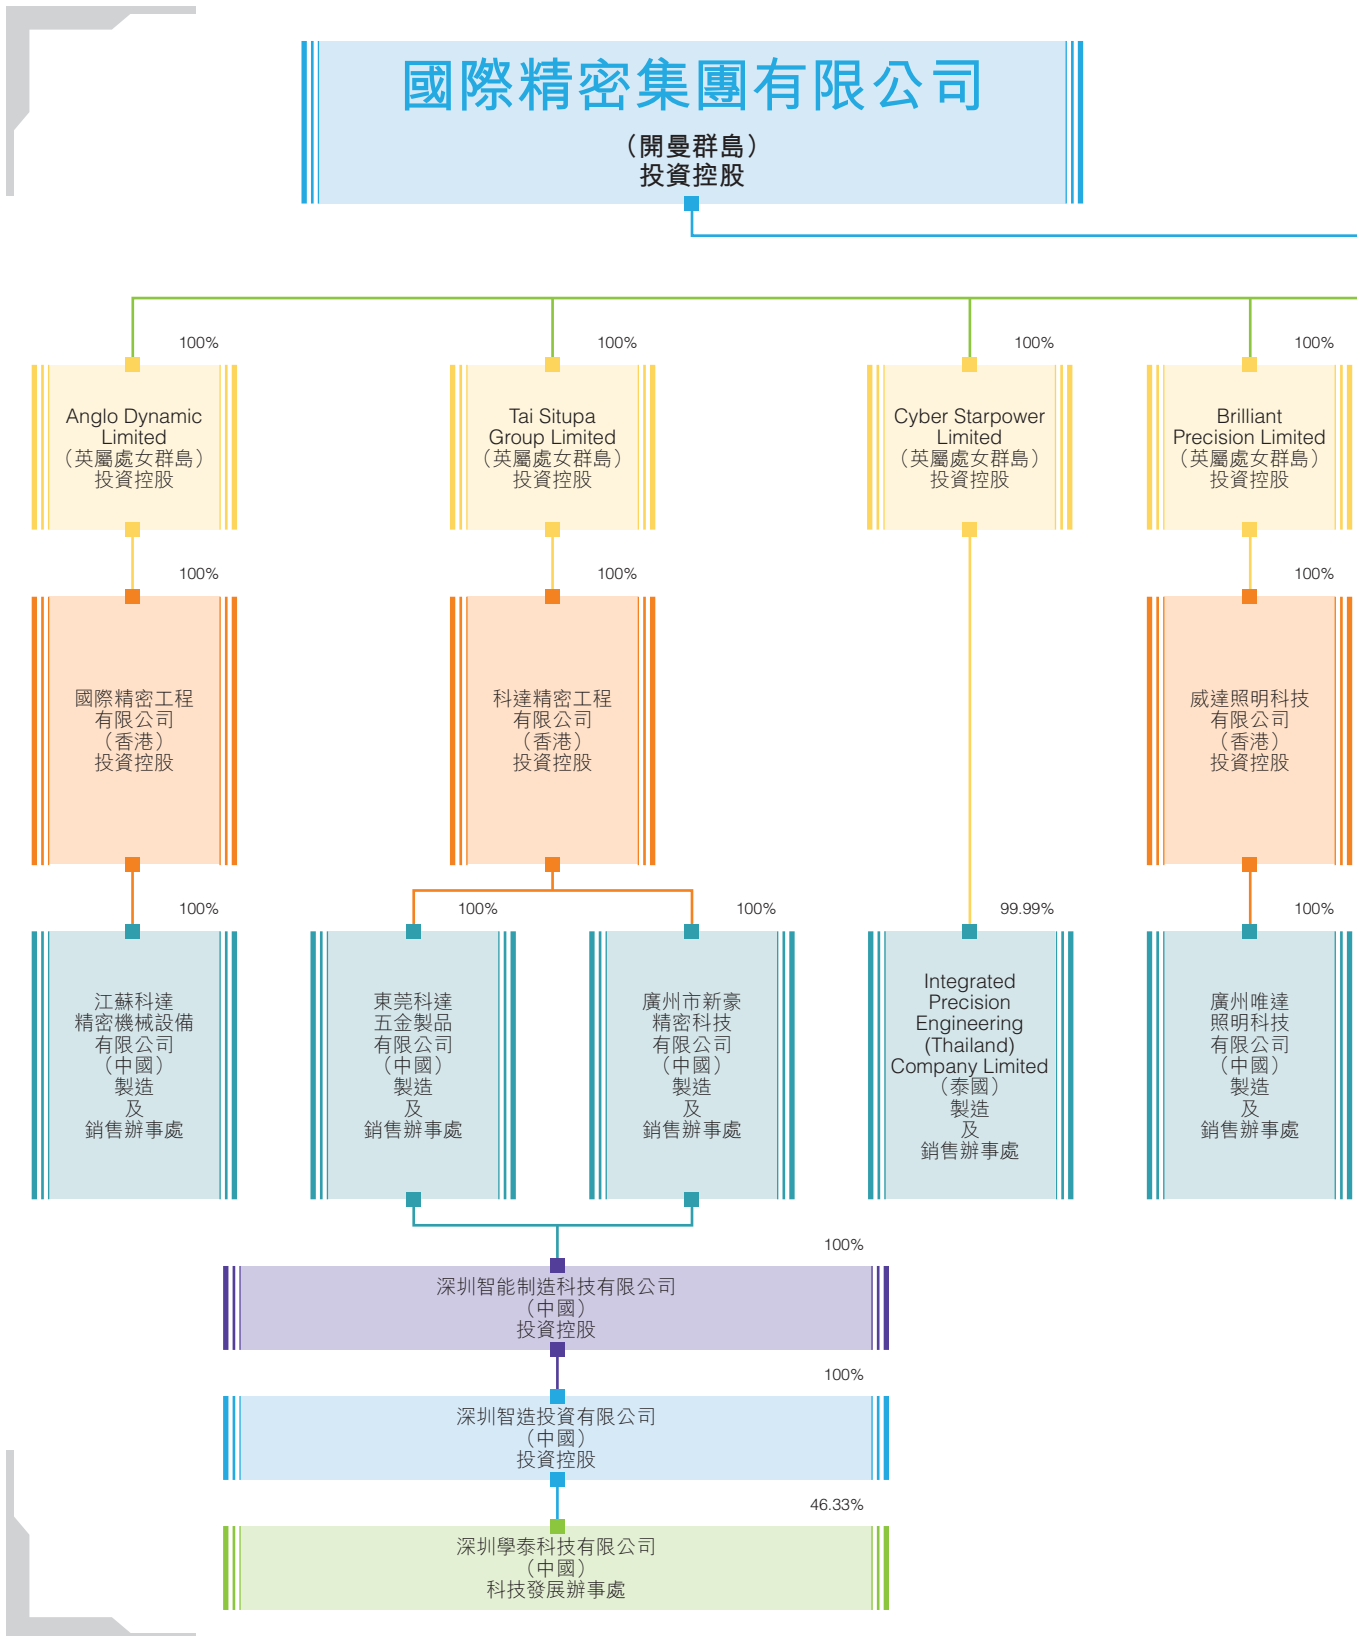 國際精密集團有限公司
（開曼群島）
投資控股
100%
100%
100%
100%
Anglo Dynamic
Limited
（英屬處女群島）
投資控股
Tai Situpa
Group Limited
（英屬處女群島）
投資控股
Cyber Starpower
Limited
（英屬處女群島）
投資控股
Brilliant
Precision Limited
（英屬處女群島）
投資控股
100%
100%
100%
國際精密工程
有限公司
（香港）
投資控股
科達精密工程
有限公司
（香港）
投資控股
威達照明科技
有限公司
（香港）
投資控股
100%
100%
100%
99.99%
100%
江蘇科達
精密機械設備
有限公司
（中國）
製造
及
銷售辦事處
東莞科達
五金製品
有限公司
（中國）
製造
及
銷售辦事處
廣州市新豪
精密科技
有限公司
（中國）
製造
及
銷售辦事處
Integrated
Precision
Engineering
(Thailand)
Company Limited
（泰國）
製造
及
銷售辦事處
廣州唯達
照明科技
有限公司
（中國）
製造
及
銷售辦事處
100%
深圳智能制造科技有限公司
（中國）
投資控股
100%
深圳智造投資有限公司
（中國）
投資控股
46.33%
深圳學泰科技有限公司
（中國）
科技發展辦事處